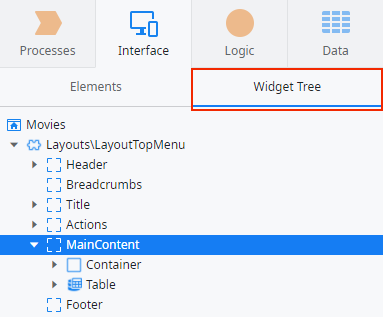 Processes Interface Logic Data
Elements Widget Tree
Movies
Layouts\LayoutTopMenu
Header
Breadcrumbs
Title
Actions
MainContent
Container
Table
Footer